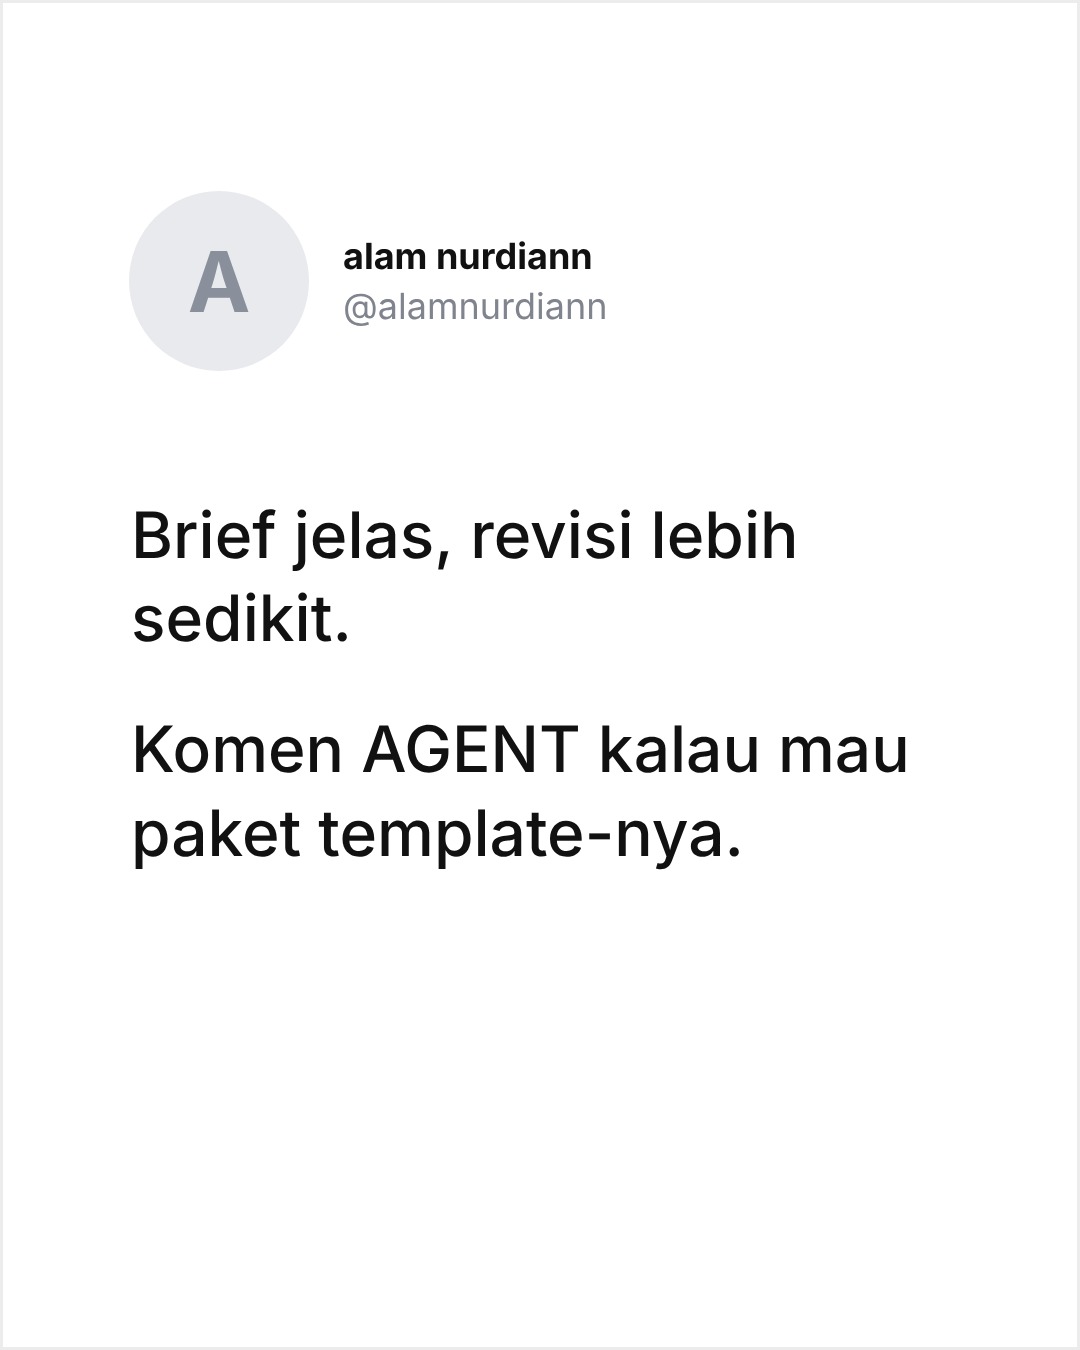 A
alam nurdiann
@alamnurdiann
Brief jelas, revisi lebih
sedikit.
Komen AGENT kalau mau
paket template-nya.